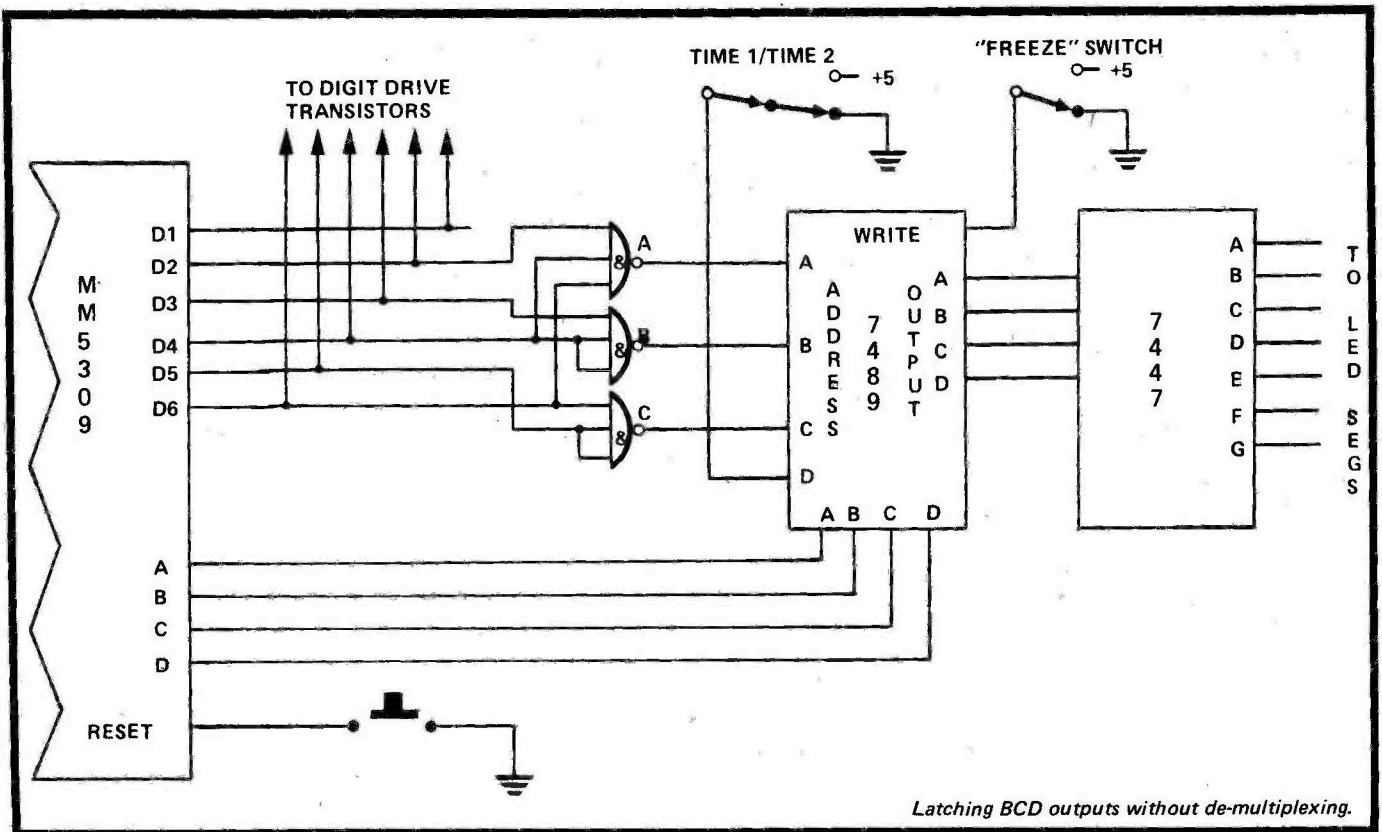 TO DIGIT DRIVE
TRANSISTORS
TIME 1/TIME 2
+5
"FREEZE" SWITCH
+5
MM5309
D1
D2
D3
D4
D5
D6
A
B
C
D
RESET
&
A
&
B
&
C
WRITE
A
B
C
D
ADDRESS
7489
OUTPUT
A
B
C
D
A B C D
7447
A
B
C
D
E
F
G
TO LED SEGS
Latching BCD outputs without de-multiplexing.